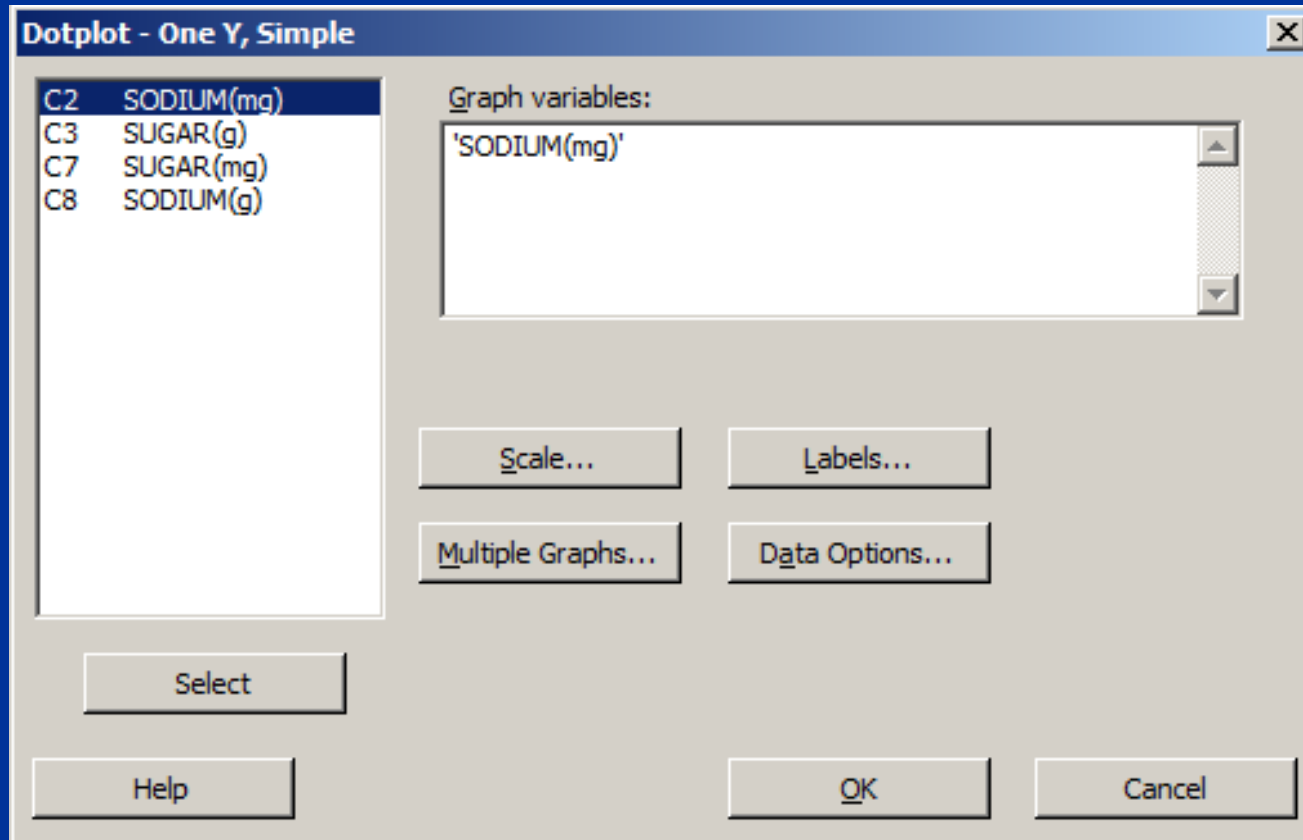 Dotplot - One Y, Simple
C2 SODIUM(mg)
C3 SUGAR(g)
C7 SUGAR(mg)
C8 SODIUM(g)
Graph variables:
'SODIUM(mg)'
Scale...
Labels...
Multiple Graphs...
Data Options...
Select
Help
OK
Cancel